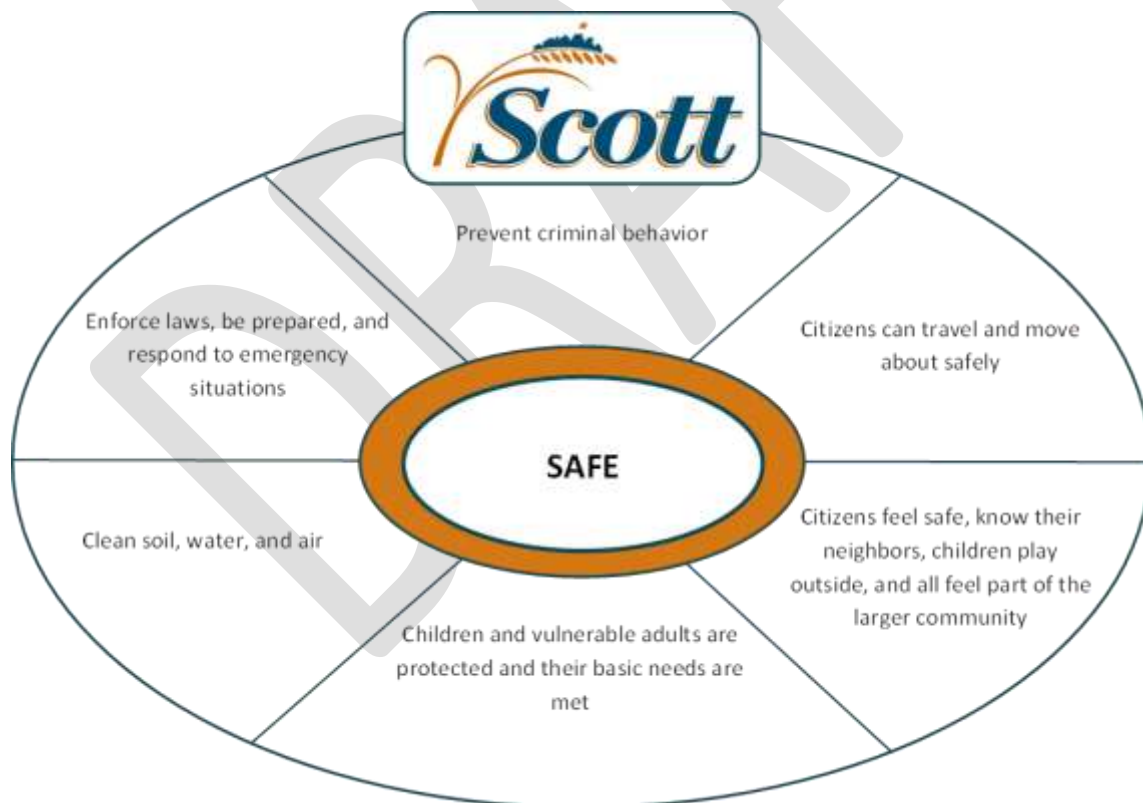 Scott
Prevent criminal behavior
Enforce laws, be prepared, and
respond to emergency
situations
Citizens can travel and move
about safely
SAFE
Clean soil, water, and air
Citizens feel safe, know their
neighbors, children play
outside, and all feel part of the
larger community
Children and vulnerable adults are
protected and their basic needs are
met